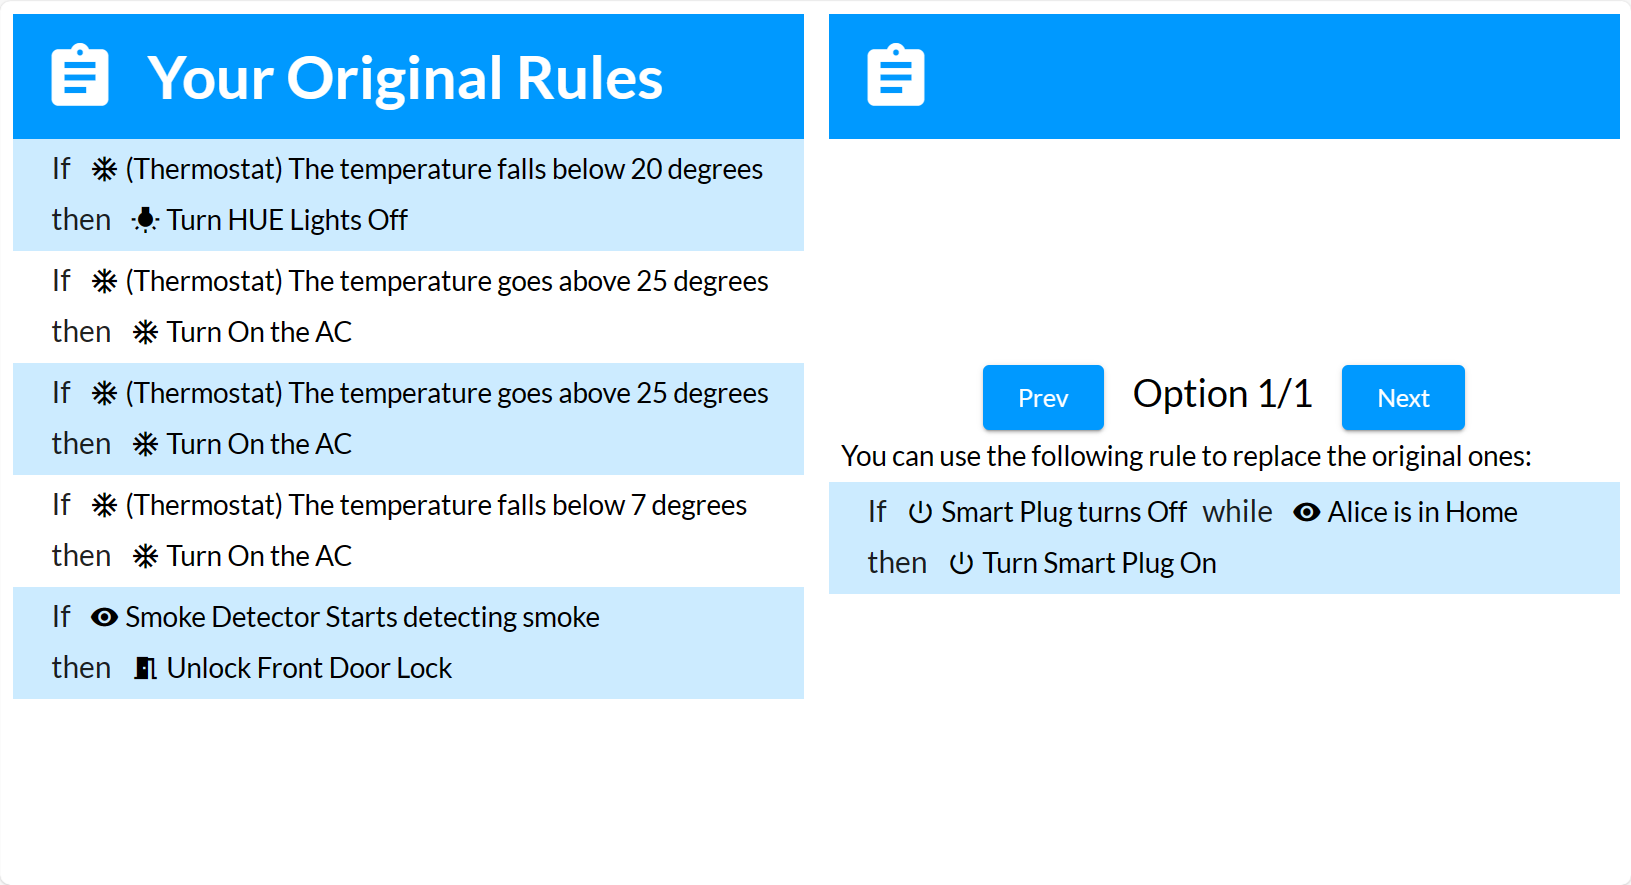 Your Original Rules
If (Thermostat) The temperature falls below 20 degrees
then Turn HUE Lights Off
If (Thermostat) The temperature goes above 25 degrees
then Turn On the AC
If (Thermostat) The temperature goes above 25 degrees
then Turn On the AC
If (Thermostat) The temperature falls below 7 degrees
then Turn On the AC
If Smoke Detector Starts detecting smoke
then Unlock Front Door Lock
Prev Option 1/1 Next
You can use the following rule to replace the original ones:
If Smart Plug turns Off while Alice is in Home
then Turn Smart Plug On